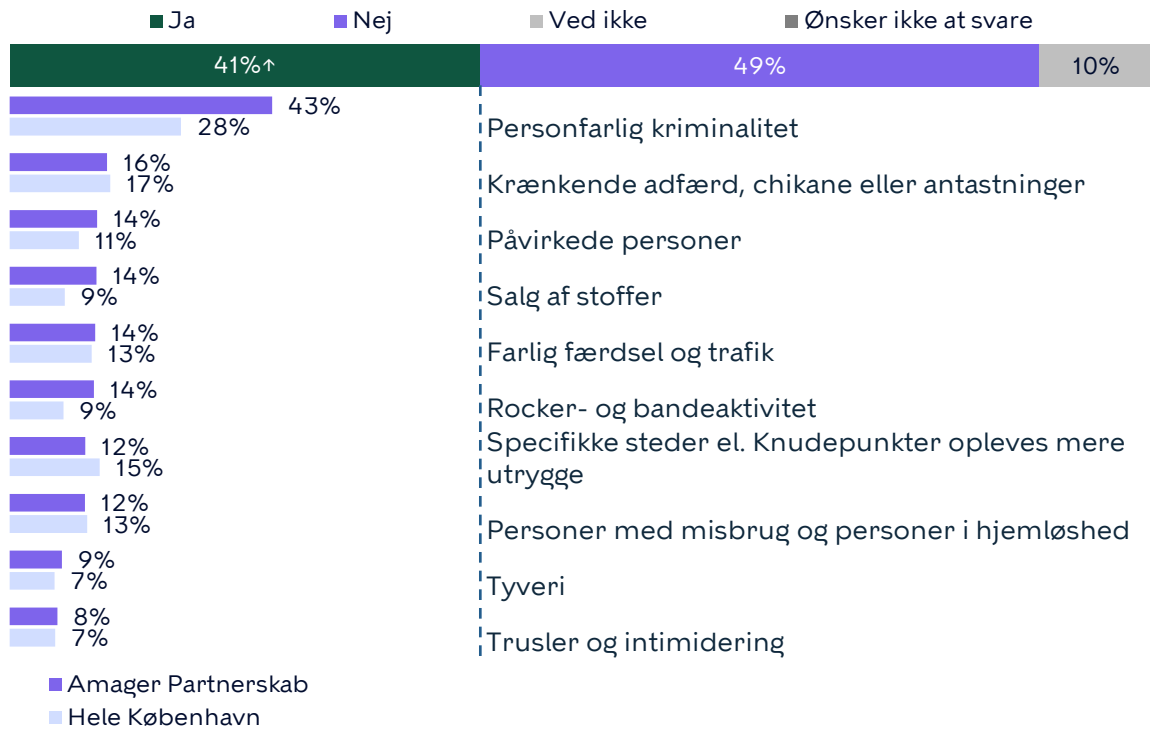 Ja Nej Ved ikke Ønsker ikke at svare
41%↑ 49% 10%
43%
28% Personfarlig kriminalitet
16%
17% Krænkende adfærd, chikane eller antastninger
14%
11% Påvirkede personer
14%
9% Salg af stoffer
14%
13% Farlig færdsel og trafik
14%
9% Rocker- og bandeaktivitet
12% Specifikke steder el. Knudepunkter opleves mere
15% utrygge
12%
13% Personer med misbrug og personer i hjemløshed
9%
7% Tyveri
8%
7% Trusler og intimidering
Amager Partnerskab
Hele København